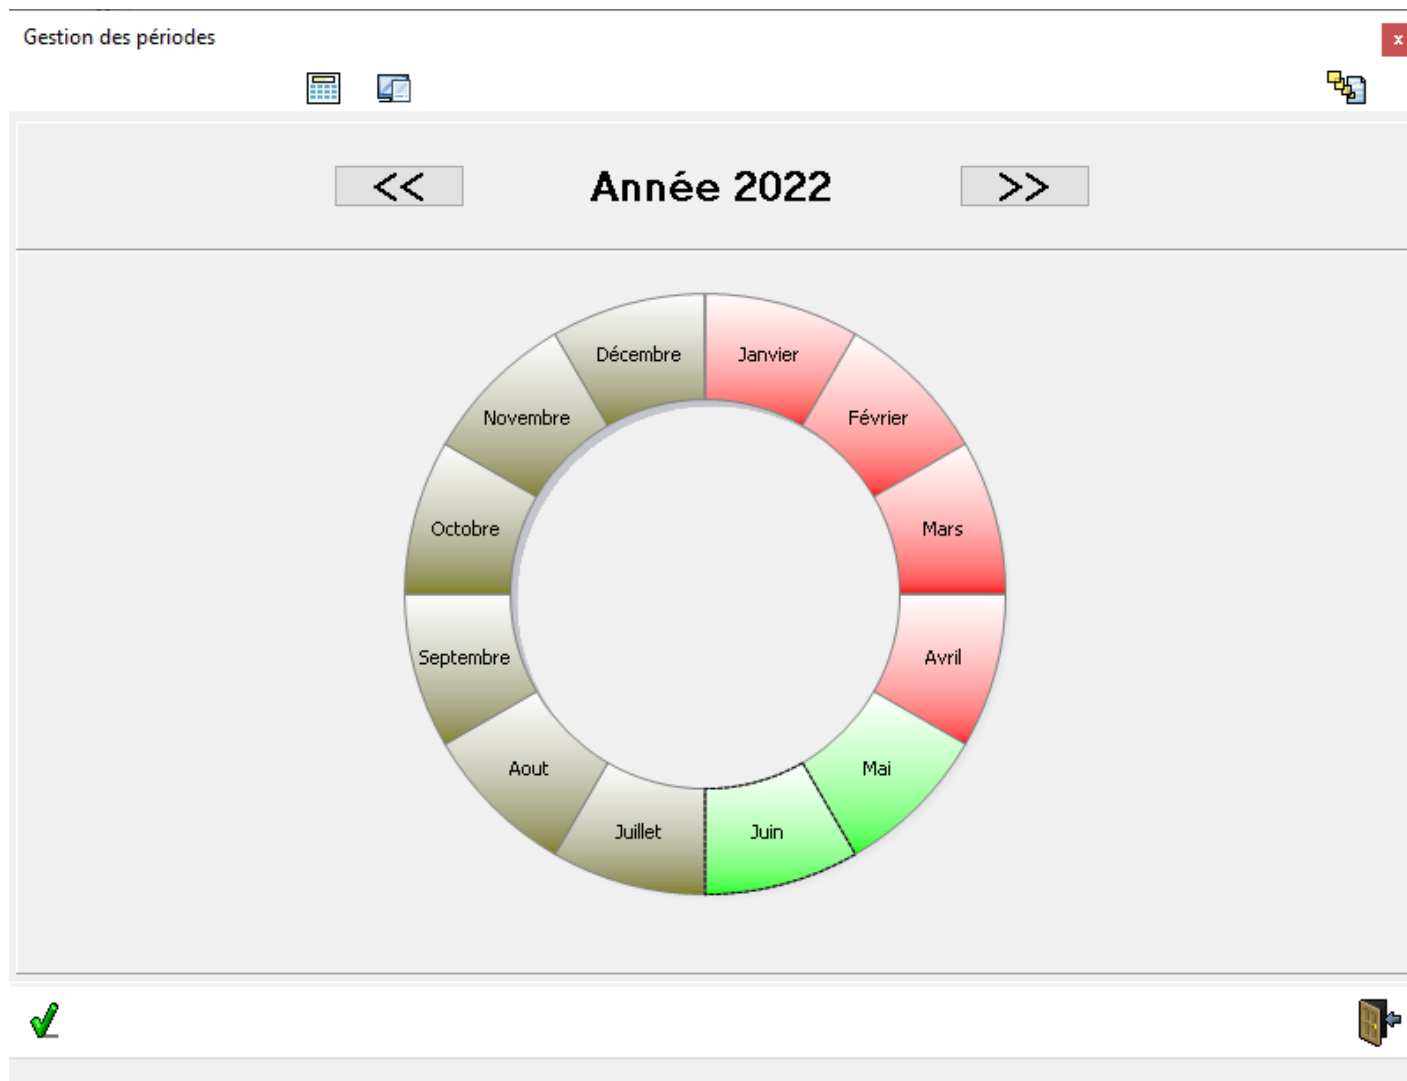 Gestion des périodes
x
<< Année 2022 >>
Décembre Janvier
Novembre Février
Octobre Mars
Septembre Avril
Aout Mai
Juillet Juin